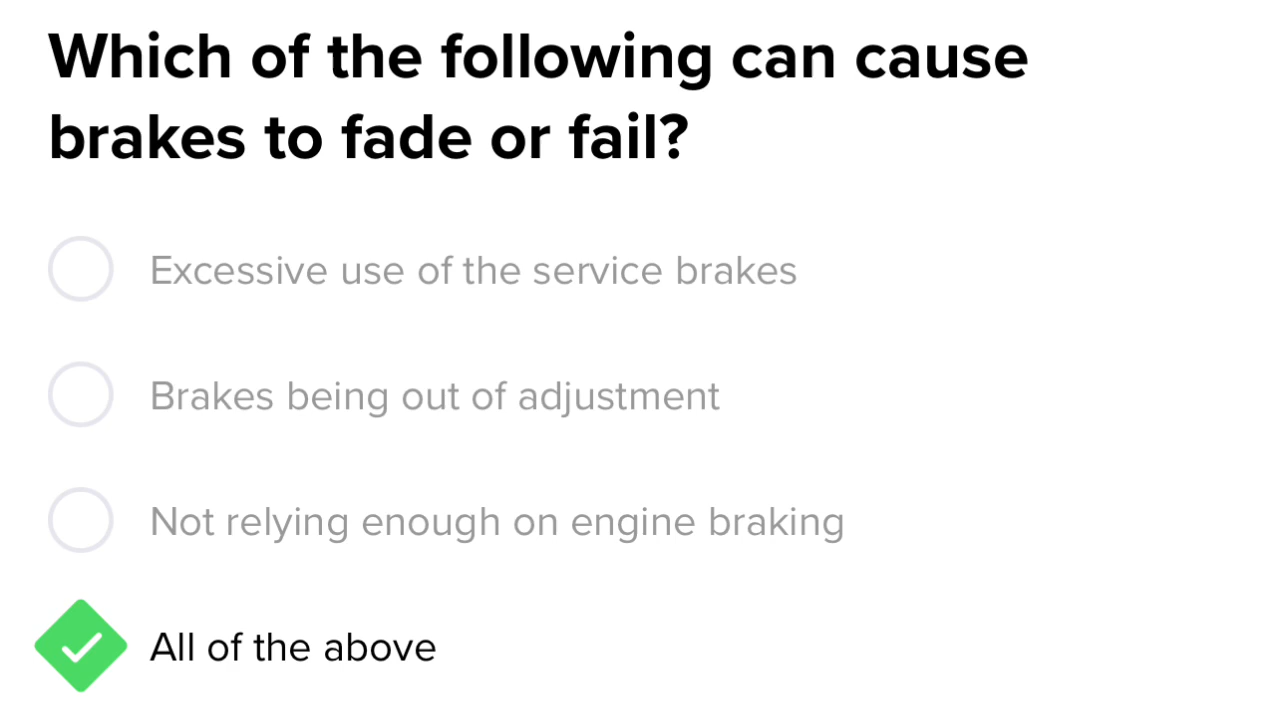 Which of the following can cause
brakes to fade or fail?
Excessive use of the service brakes
Brakes being out of adjustment
Not relying enough on engine braking
All of the above